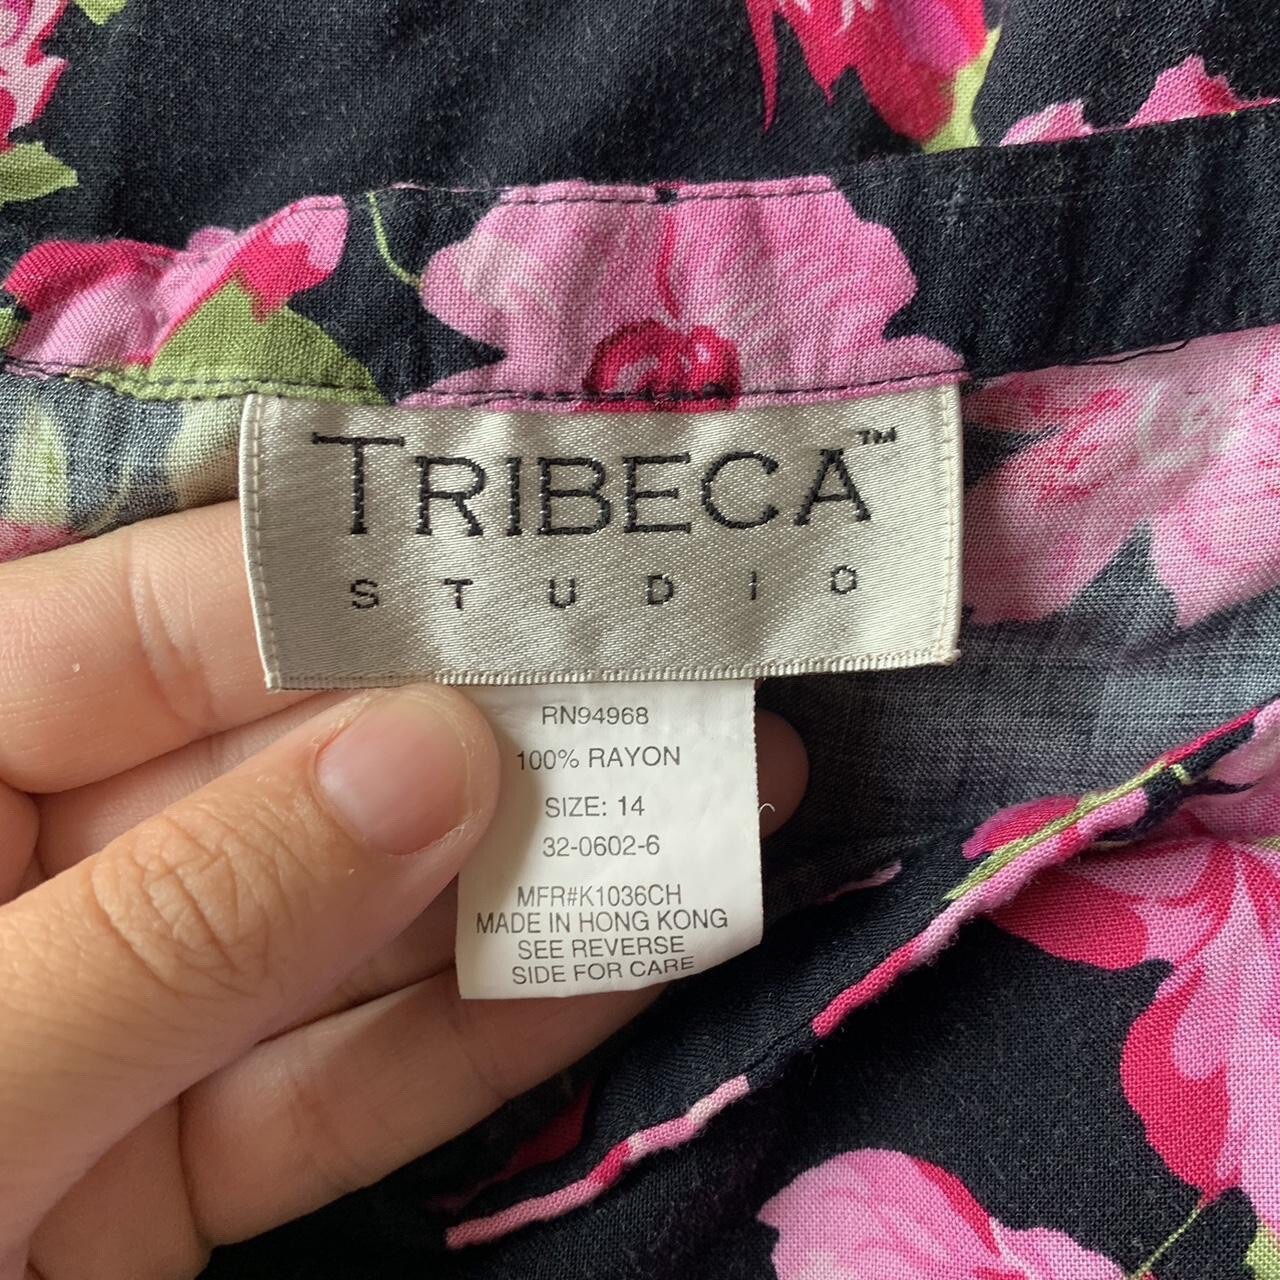 TRIBECA™
STUDIO
RN94968
100% RAYON
SIZE: 14
32-0602-6
MFR#K1036CH
MADE IN HONG KONG
SEE REVERSE
SIDE FOR CARE